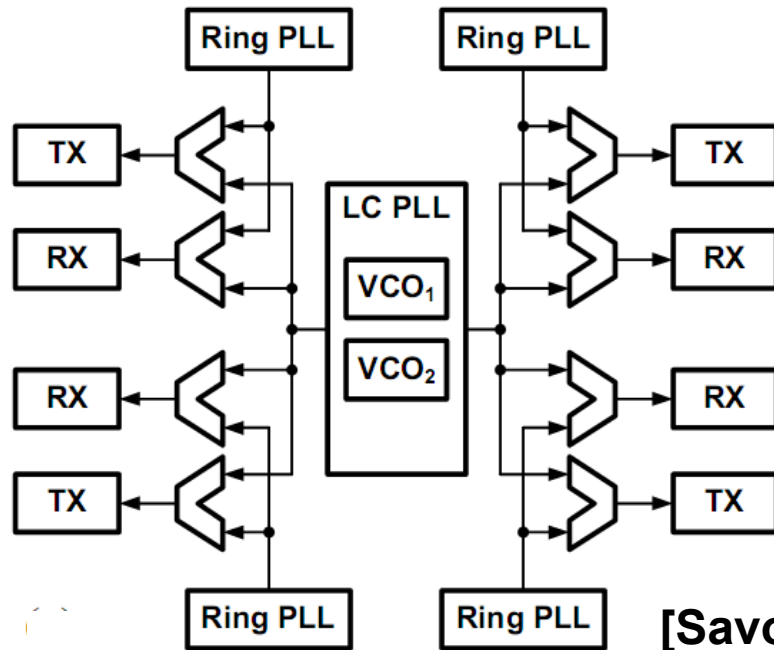 Ring PLL Ring PLL
TX TX
LC PLL
RX RX
VCO₁
VCO₂
RX RX
TX TX
Ring PLL Ring PLL
[Savo